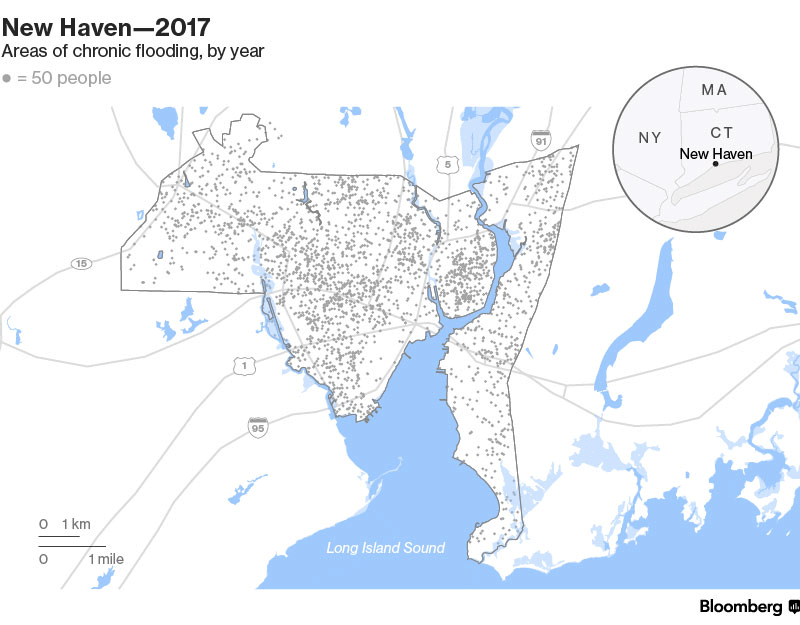 New Haven—2017
Areas of chronic flooding, by year
= 50 people
MA
NY
CT
New Haven
91
5
15
1
95
0 1 km
0 1 mile
Long Island Sound
Bloomberg